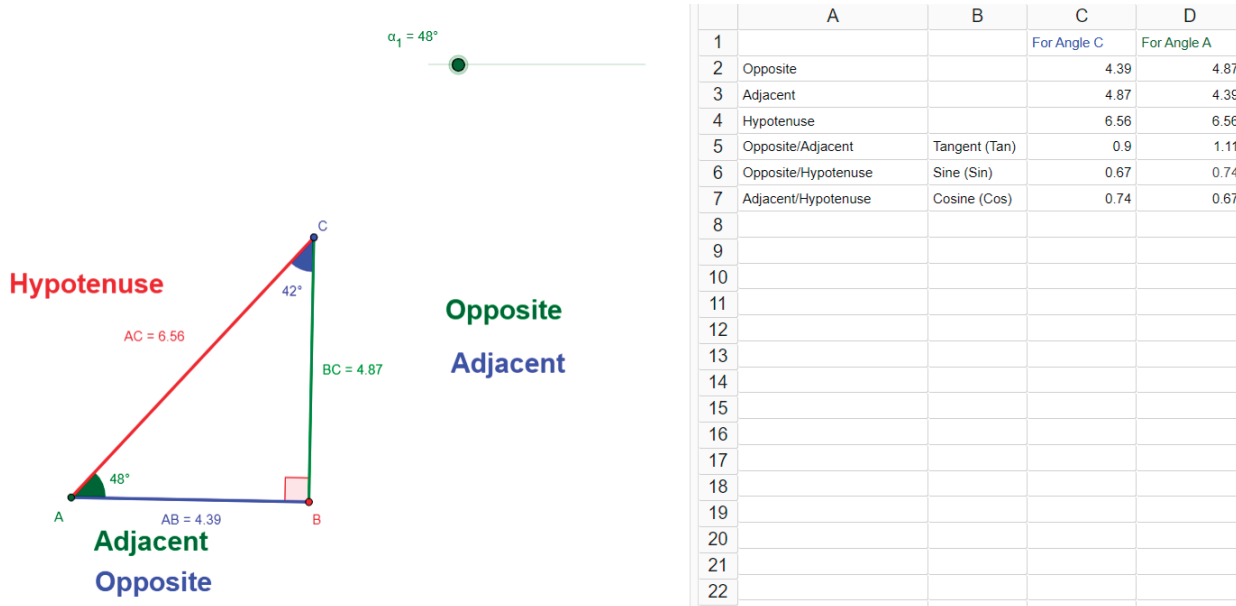 α1 = 48°
C
Hypotenuse
42°
Opposite
AC = 6.56
Adjacent
BC = 4.87
48°
A
AB = 4.39
B
Adjacent
Opposite
A B C D
1 For Angle C For Angle A
2 Opposite 4.39 4.87
3 Adjacent 4.87 4.39
4 Hypotenuse 6.56 6.56
5 Opposite/Adjacent Tangent (Tan) 0.9 1.11
6 Opposite/Hypotenuse Sine (Sin) 0.67 0.74
7 Adjacent/Hypotenuse Cosine (Cos) 0.74 0.67
8
9
10
11
12
13
14
15
16
17
18
19
20
21
22